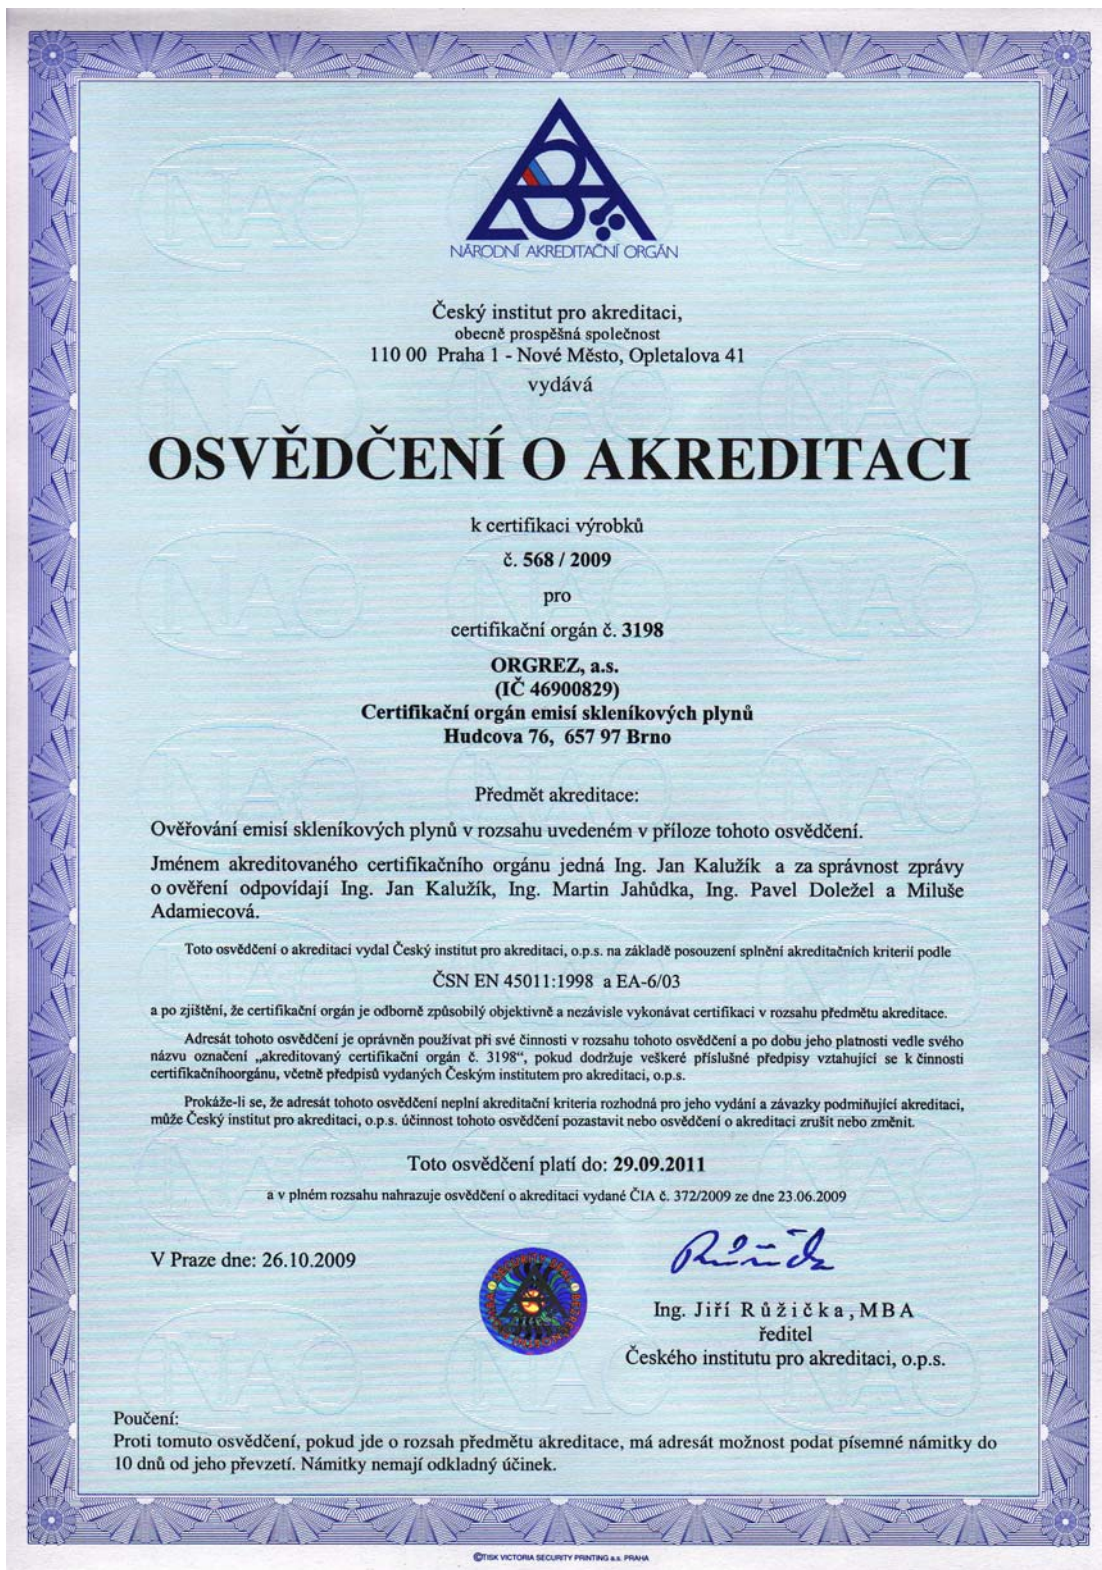 NÁRODNÍ AKREDITAČNÍ ORGÁN
Český institut pro akreditaci,
obecně prospěšná společnost
110 00 Praha 1 - Nové Město, Opletalova 41
vydává
OSVĚDČENÍ O AKREDITACI
k certifikaci výrobků
č. 568 / 2009
pro
certifikační orgán č. 3198
ORGREZ, a.s.
(IČ 46900829)
Certifikační orgán emisí skleníkových plynů
Hudcova 76, 657 97 Brno
Předmět akreditace:
Ověřování emisí skleníkových plynů v rozsahu uvedeném v příloze tohoto osvědčení.
Jménem akreditovaného certifikačního orgánu jedná Ing. Jan Kalužík a za správnost zprávy
o ověření odpovídají Ing. Jan Kalužík, Ing. Martin Jahůdka, Ing. Pavel Doležel a Miluše
Adamiecová.
Toto osvědčení o akreditaci vydal Český institut pro akreditaci, o.p.s. na základě posouzení splnění akreditačních kriterií podle
ČSN EN 45011:1998 a EA-6/03
a po zjištění, že certifikační orgán je odborně způsobilý objektivně a nezávisle vykonávat certifikaci v rozsahu předmětu akreditace.
Adresát tohoto osvědčení je oprávněn používat při své činnosti v rozsahu tohoto osvědčení a po dobu jeho platnosti vedle svého
názvu označení „akreditovaný certifikační orgán č. 3198“, pokud dodržuje veškeré příslušné předpisy vztahující se k činnosti
certifikačníhoorgánu, včetně předpisů vydaných Českým institutem pro akreditaci, o.p.s.
Prokáže-li se, že adresát tohoto osvědčení neplní akreditační kriteria rozhodná pro jeho vydání a závazky podmiňující akreditaci,
může Český institut pro akreditaci, o.p.s. účinnost tohoto osvědčení pozastavit nebo osvědčení o akreditaci zrušit nebo změnit.
Toto osvědčení platí do: 29.09.2011
a v plném rozsahu nahrazuje osvědčení o akreditaci vydané ČIA č. 372/2009 ze dne 23.06.2009
V Praze dne: 26.10.2009
Ing. Jiří Růžička, MBA
ředitel
Českého institutu pro akreditaci, o.p.s.
Poučení:
Proti tomuto osvědčení, pokud jde o rozsah předmětu akreditace, má adresát možnost podat písemné námitky do
10 dnů od jeho převzetí. Námitky nemají odkladný účinek.
©TISK VICTORIA SECURITY PRINTING a.s. PRAHA